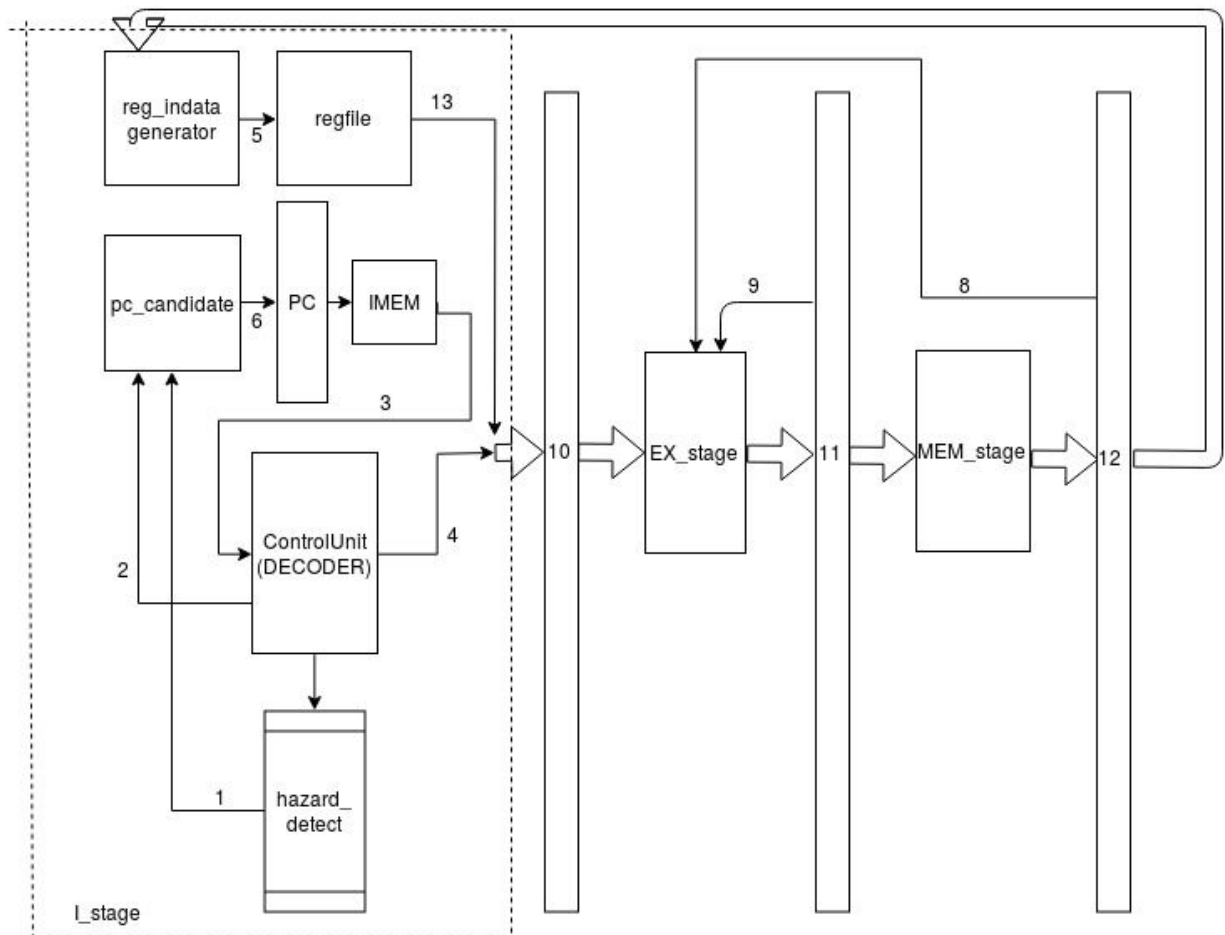 reg_indata
generator
5
regfile
13
pc_candidate
6
PC
IMEM
3
9
8
10
EX_stage
11
MEM_stage
12
ControlUnit
(DECODER)
4
2
1
hazard_
detect
I_stage